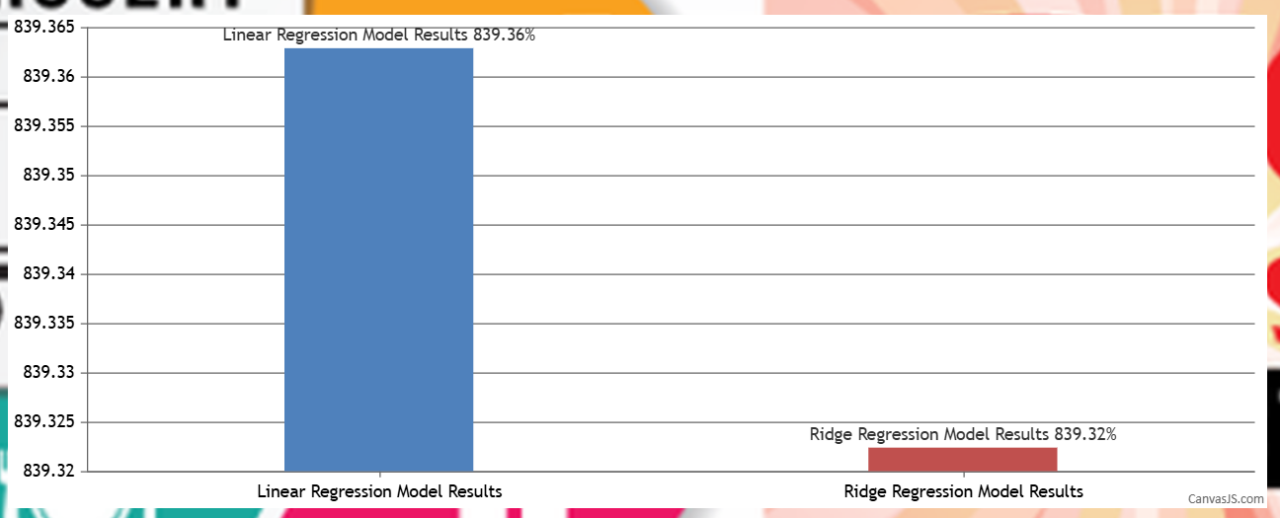 839.365
Linear Regression Model Results 839.36%
839.36
839.355
839.35
839.345
839.34
839.335
839.33
839.325
Ridge Regression Model Results 839.32%
839.32
Linear Regression Model Results
Ridge Regression Model Results
CanvasJS.com